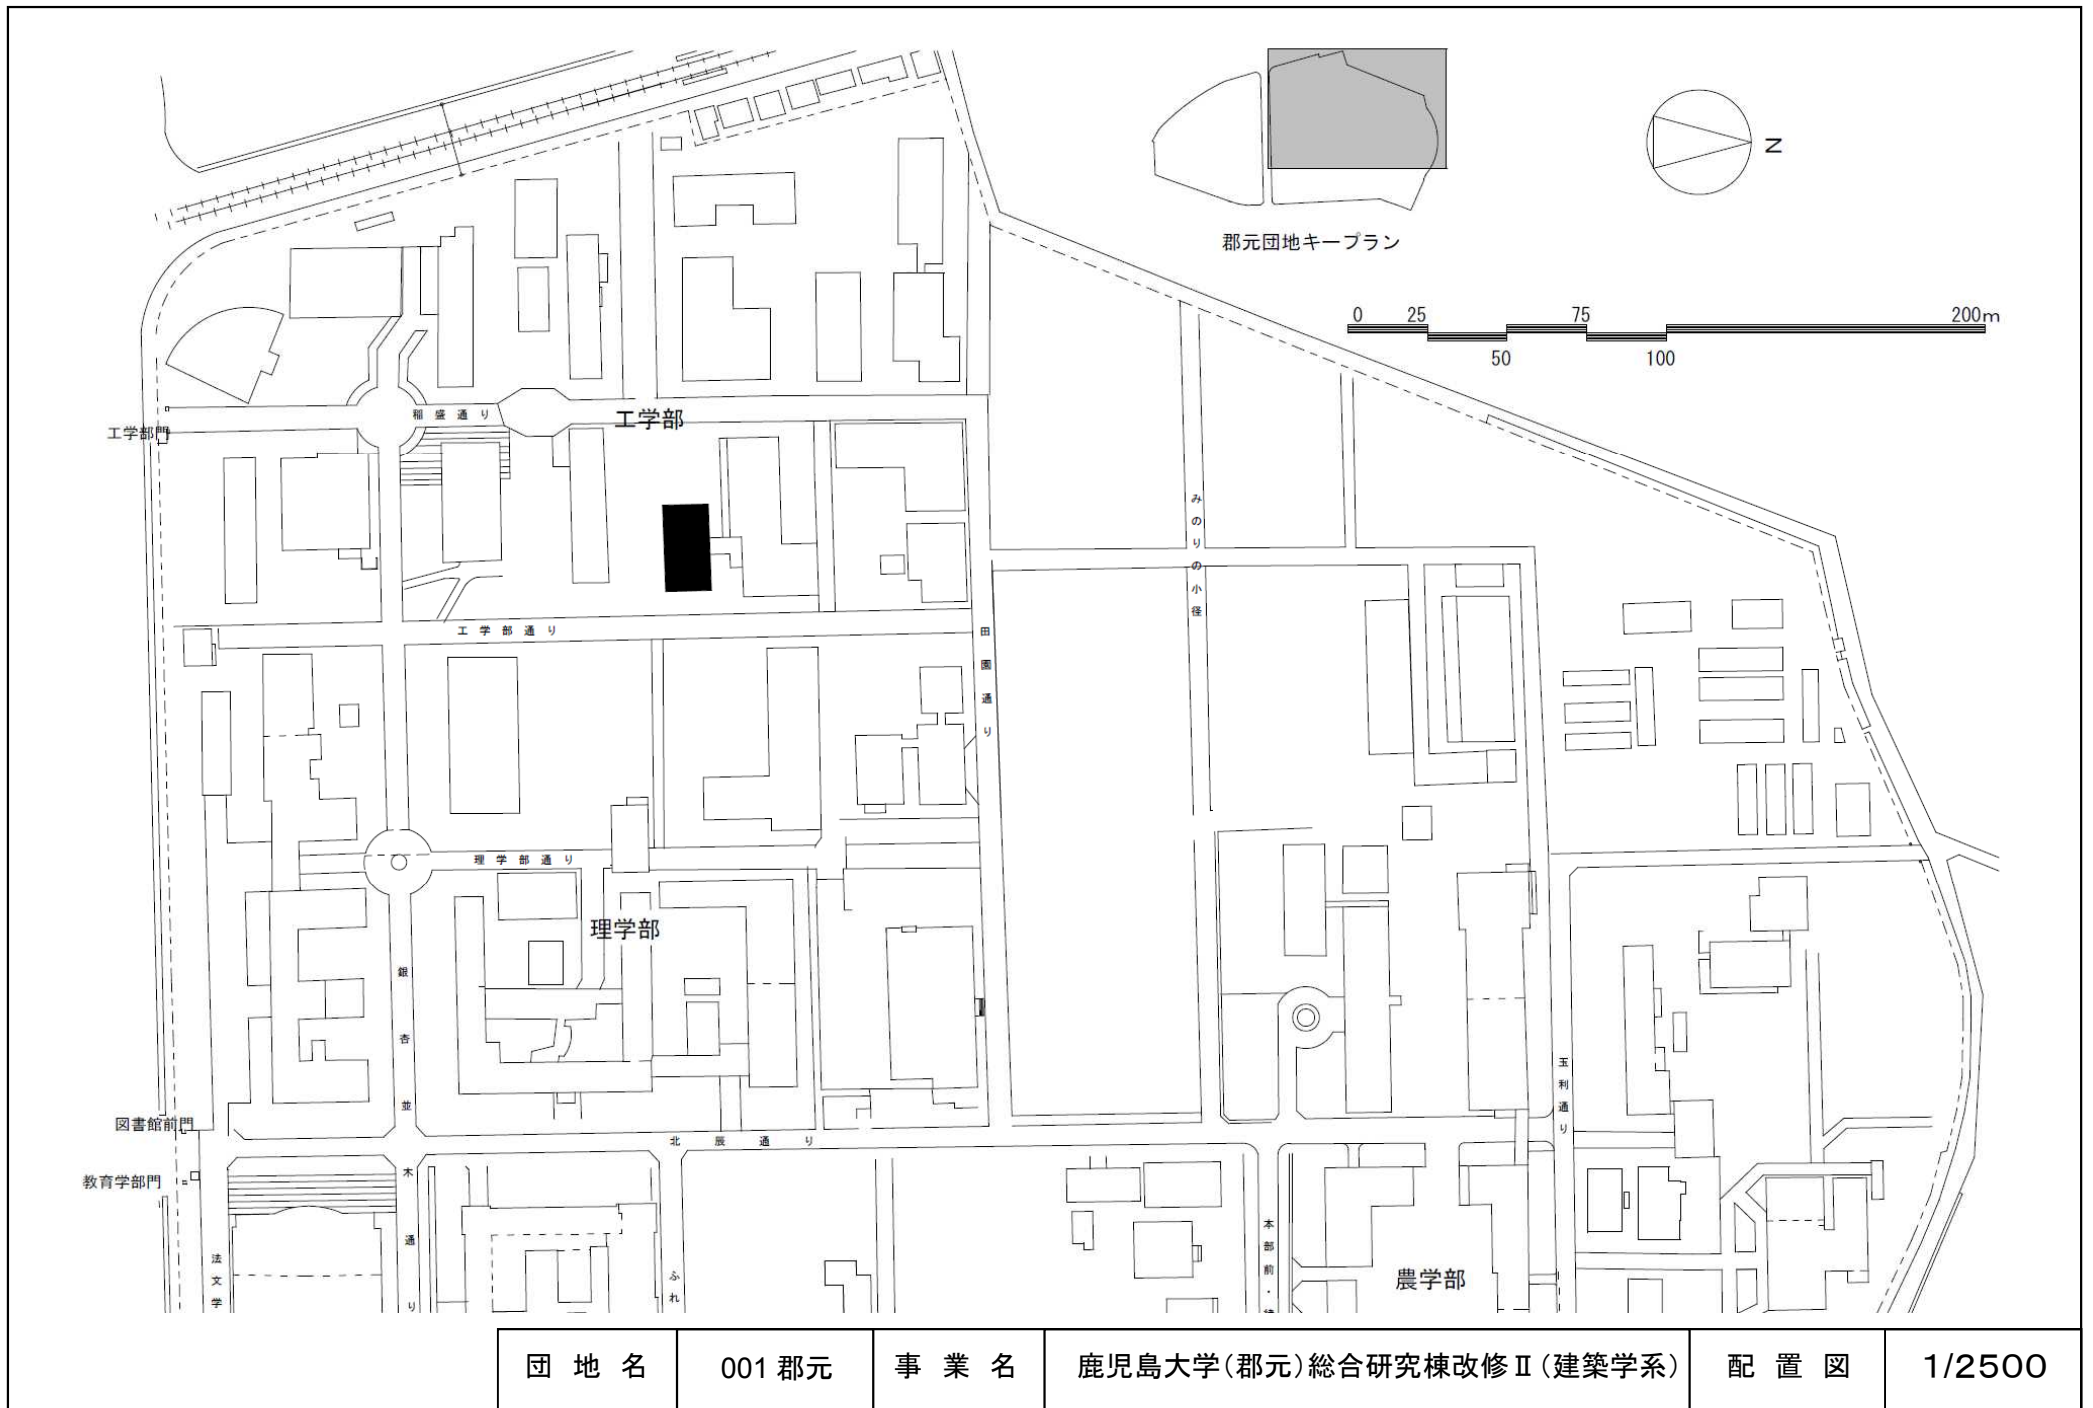 N
郡元団地キープラン
0 25 75 200m
50 100
稲盛通り
工学部
工学部門
みのりの小径
工学部通り
田園通り
理学部通り
理学部
銀杏並木通り
玉利通り
図書館前門
北辰通り
教育学部門
法文学
ふれ
本部前・
農学部
団地名 001 郡元 事業名 鹿児島大学(郡元)総合研究棟改修Ⅱ(建築学系) 配置図 1/2500